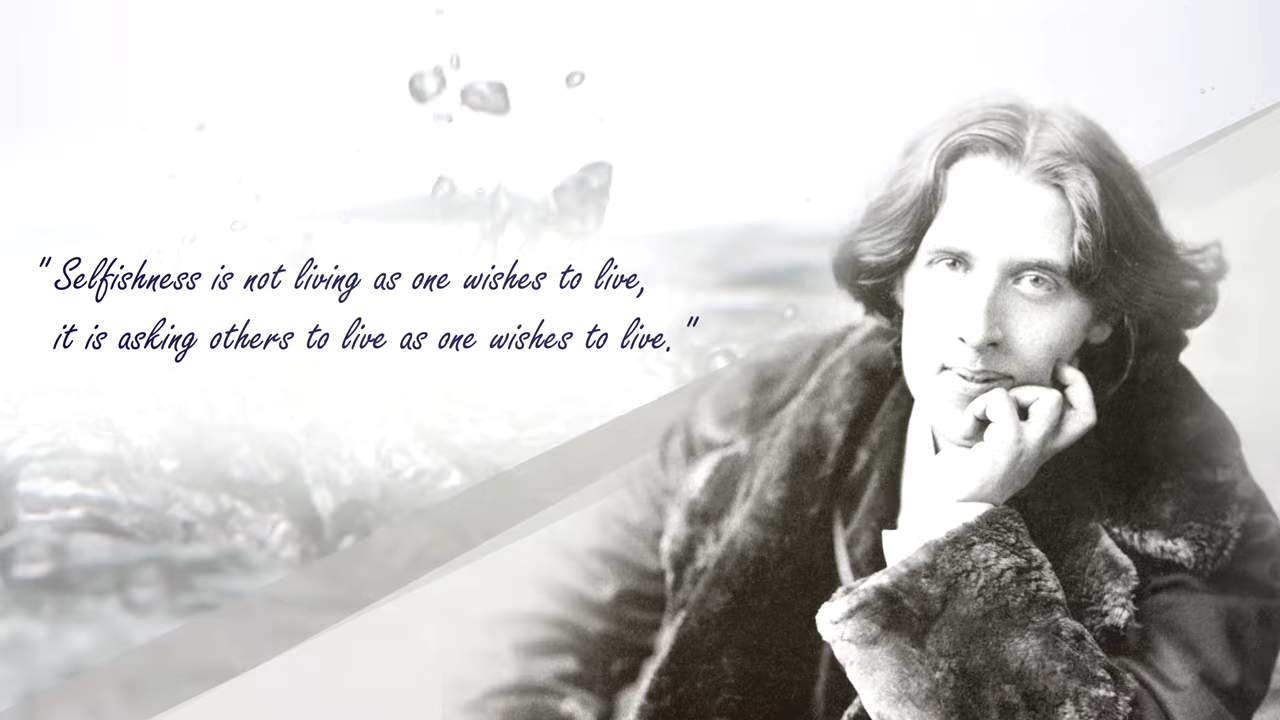 " Selfishness is not living as one wishes to live,
it is asking others to live as one wishes to live. "